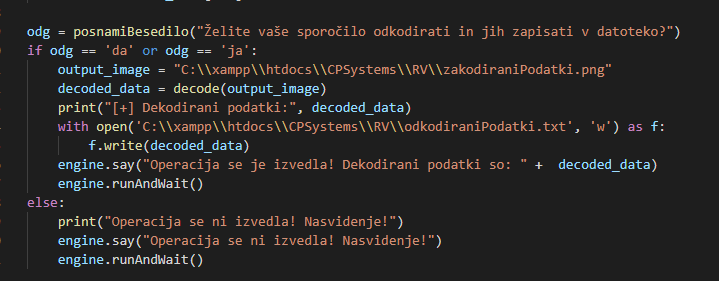 odg = posnamiBesedilo("Želite vaše sporočilo odkodirati in jih zapisati v datoteko?")
if odg == 'da' or odg == 'ja':
    output_image = "C:\\xampp\\htdocs\\CPSystems\\RV\\zakodiraniPodatki.png"
    decoded_data = decode(output_image)
    print("[+] Dekodirani podatki:", decoded_data)
    with open('C:\\xampp\\htdocs\\CPSystems\\RV\\odkodiraniPodatki.txt', 'w') as f:
        f.write(decoded_data)
    engine.say("Operacija se je izvedla! Dekodirani podatki so: " +  decoded_data)
    engine.runAndWait()
else:
    print("Operacija se ni izvedla! Nasvidenje!")
    engine.say("Operacija se ni izvedla! Nasvidenje!")
    engine.runAndWait()